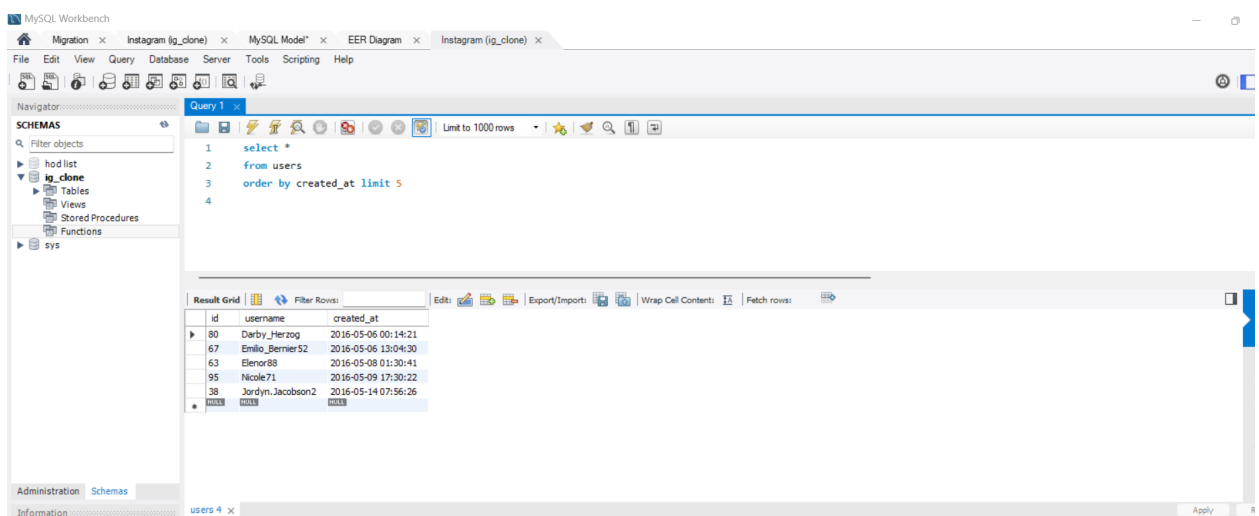 MySQL Workbench
Migration × Instagram (ig_clone) × MySQL Model* × EER Diagram × Instagram (ig_clone) ×
File Edit View Query Database Server Tools Scripting Help
Navigator
Query 1 ×
SCHEMAS
Limit to 1000 rows
Filter objects
1 select *
2 from users
3 order by created_at limit 5
4
hod list
ig_clone
Tables
Views
Stored Procedures
Functions
sys
Result Grid Filter Rows: Edit: Export/Import: Wrap Cell Content: Fetch rows:
id username created_at
80 Darby_Herzog 2016-05-06 00:14:21
67 Emilio_Bernier52 2016-05-06 13:04:30
63 Elenor88 2016-05-08 01:30:41
95 Nicole71 2016-05-09 17:30:22
38 Jordyn.Jacobson2 2016-05-14 07:56:26
NULL NULL NULL
Administration Schemas
Information
users 4 ×
Apply